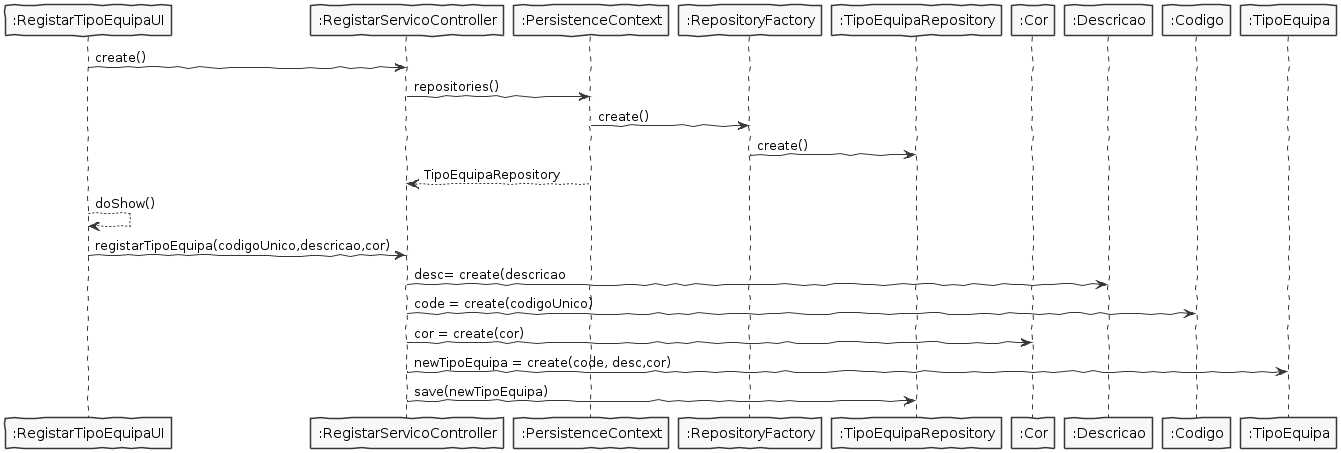 :RegistarTipoEquipaUI :RegistarServicoController :PersistenceContext :RepositoryFactory :TipoEquipaRepository :Cor :Descricao :Codigo :TipoEquipa
create()
repositories()
create()
create()
TipoEquipaRepository
doShow()
registarTipoEquipa(codigoUnico,descricao,cor)
desc= create(descricao
code = create(codigoUnico)
cor = create(cor)
newTipoEquipa = create(code, desc,cor)
save(newTipoEquipa)
:RegistarTipoEquipaUI :RegistarServicoController :PersistenceContext :RepositoryFactory :TipoEquipaRepository :Cor :Descricao :Codigo :TipoEquipa